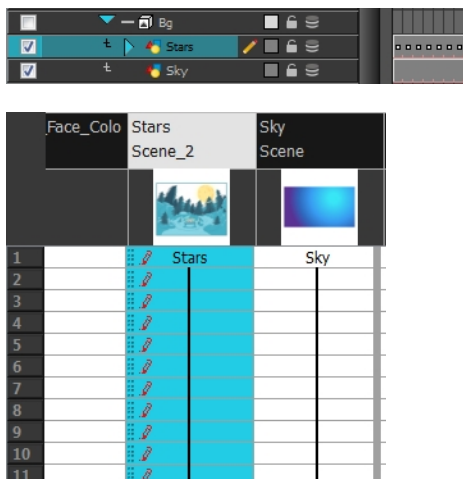 Bg
Stars
Sky
_Face_Colo
Stars
Scene_2
Sky
Scene
1 Stars Sky
2
3
4
5
6
7
8
9
10
11